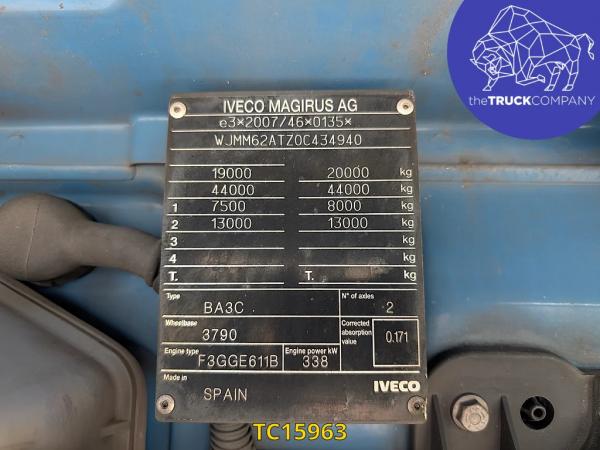 theTRUCKCOMPANY
IVECO MAGIRUS AG
e3*2007/46*0135*
WJMM62ATZ0C434940
19000 20000 kg
44000 44000 kg
1 7500 8000 kg
2 13000 13000 kg
3 kg
4 kg
T. T. kg
Type BA3C N° of axles 2
Wheelbase 3790 Corrected absorption value 0.171
Engine type F3GGE611B Engine power kW 338
Made in SPAIN IVECO
TC15963